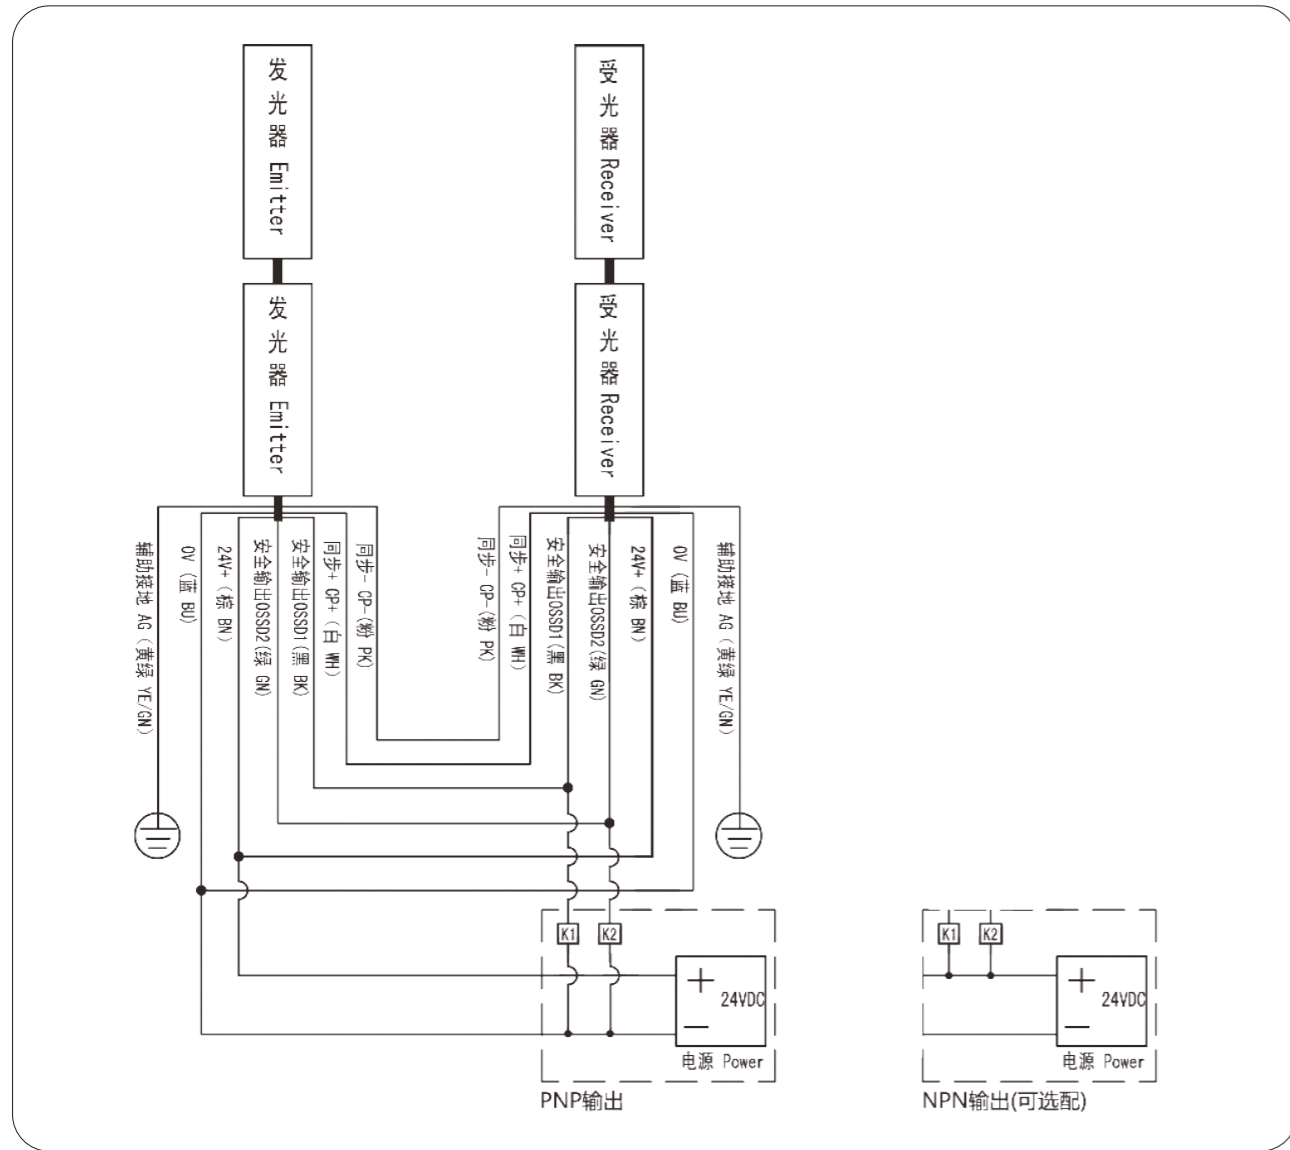 发光器 Emitter
受光器 Receiver
发光器 Emitter
受光器 Receiver
辅助接地 AG（黄绿 YE/GN）
0V（蓝 BU）
24V+（棕 BN）
安全输出OSSD2(绿 GN)
安全输出OSSD1(黑 BK)
同步+ CP+（白 WH）
同步- CP-(粉 PK)
同步- CP-(粉 PK)
同步+ CP+（白 WH）
安全输出OSSD1(黑 BK)
安全输出OSSD2(绿 GN)
24V+（棕 BN）
0V（蓝 BU）
辅助接地 AG（黄绿 YE/GN）
K1
K2
+
24VDC
—
电源 Power
PNP输出
K1
K2
+
24VDC
—
电源 Power
NPN输出(可选配)